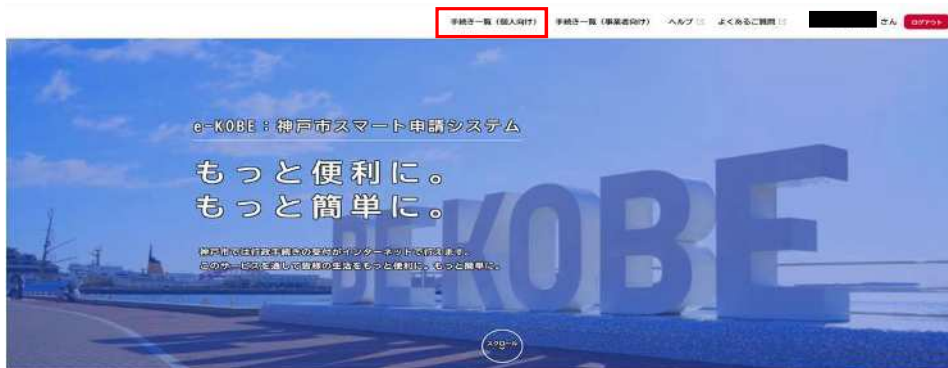 手続き一覧（個人向け） 手続き一覧（事業者向け） ヘルプ よくあるご質問 さん ログアウト
e-KOBE：神戸市スマート申請システム
もっと便利に。
もっと簡単に。
神戸市では行政手続きの受付がインターネットで行えます。
このサービスを通して皆様の生活をもっと便利に。もっと簡単に。
BE KOBE
スクロール